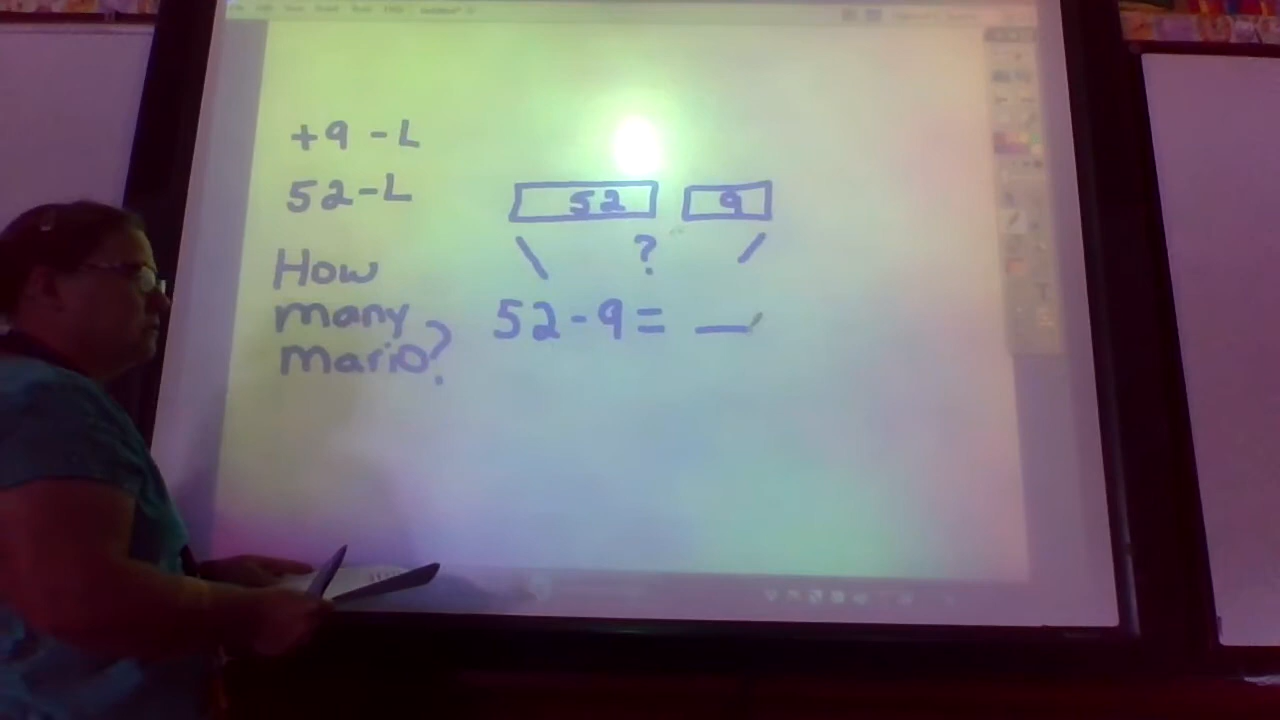 +9 - L
52 - L
How
many
Mario?
52 9
?
52 - 9 = __